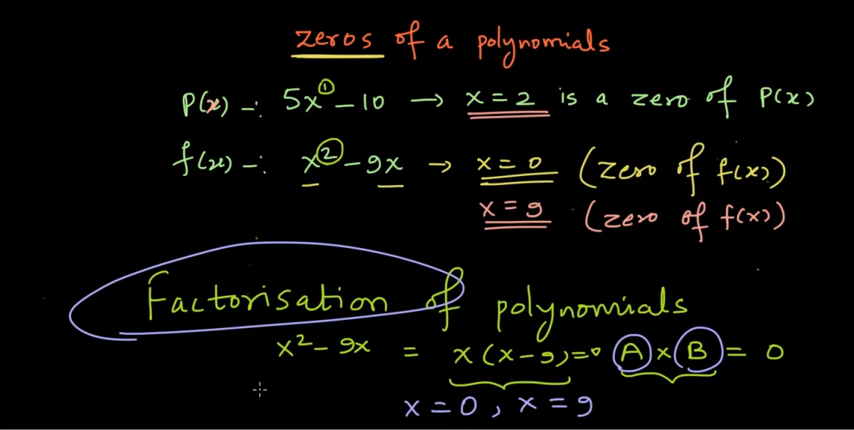 zeros of a polynomials
P(x) -: 5x¹ - 10 → x = 2 is a zero of P(x)
f(x) -: x² - 9x → x = 0 (zero of f(x))
x = 9 (zero of f(x))
Factorisation of polynomials
x² - 9x = x(x-9)=0 A × B = 0
x = 0, x = 9